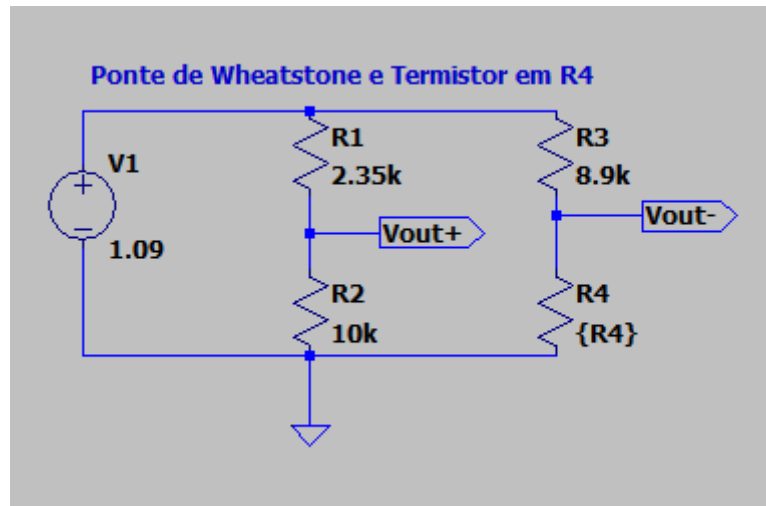 Ponte de Wheatstone e Termistor em R4
V1
+
−
1.09
R1
2.35k
Vout+
R2
10k
R3
8.9k
Vout-
R4
{R4}